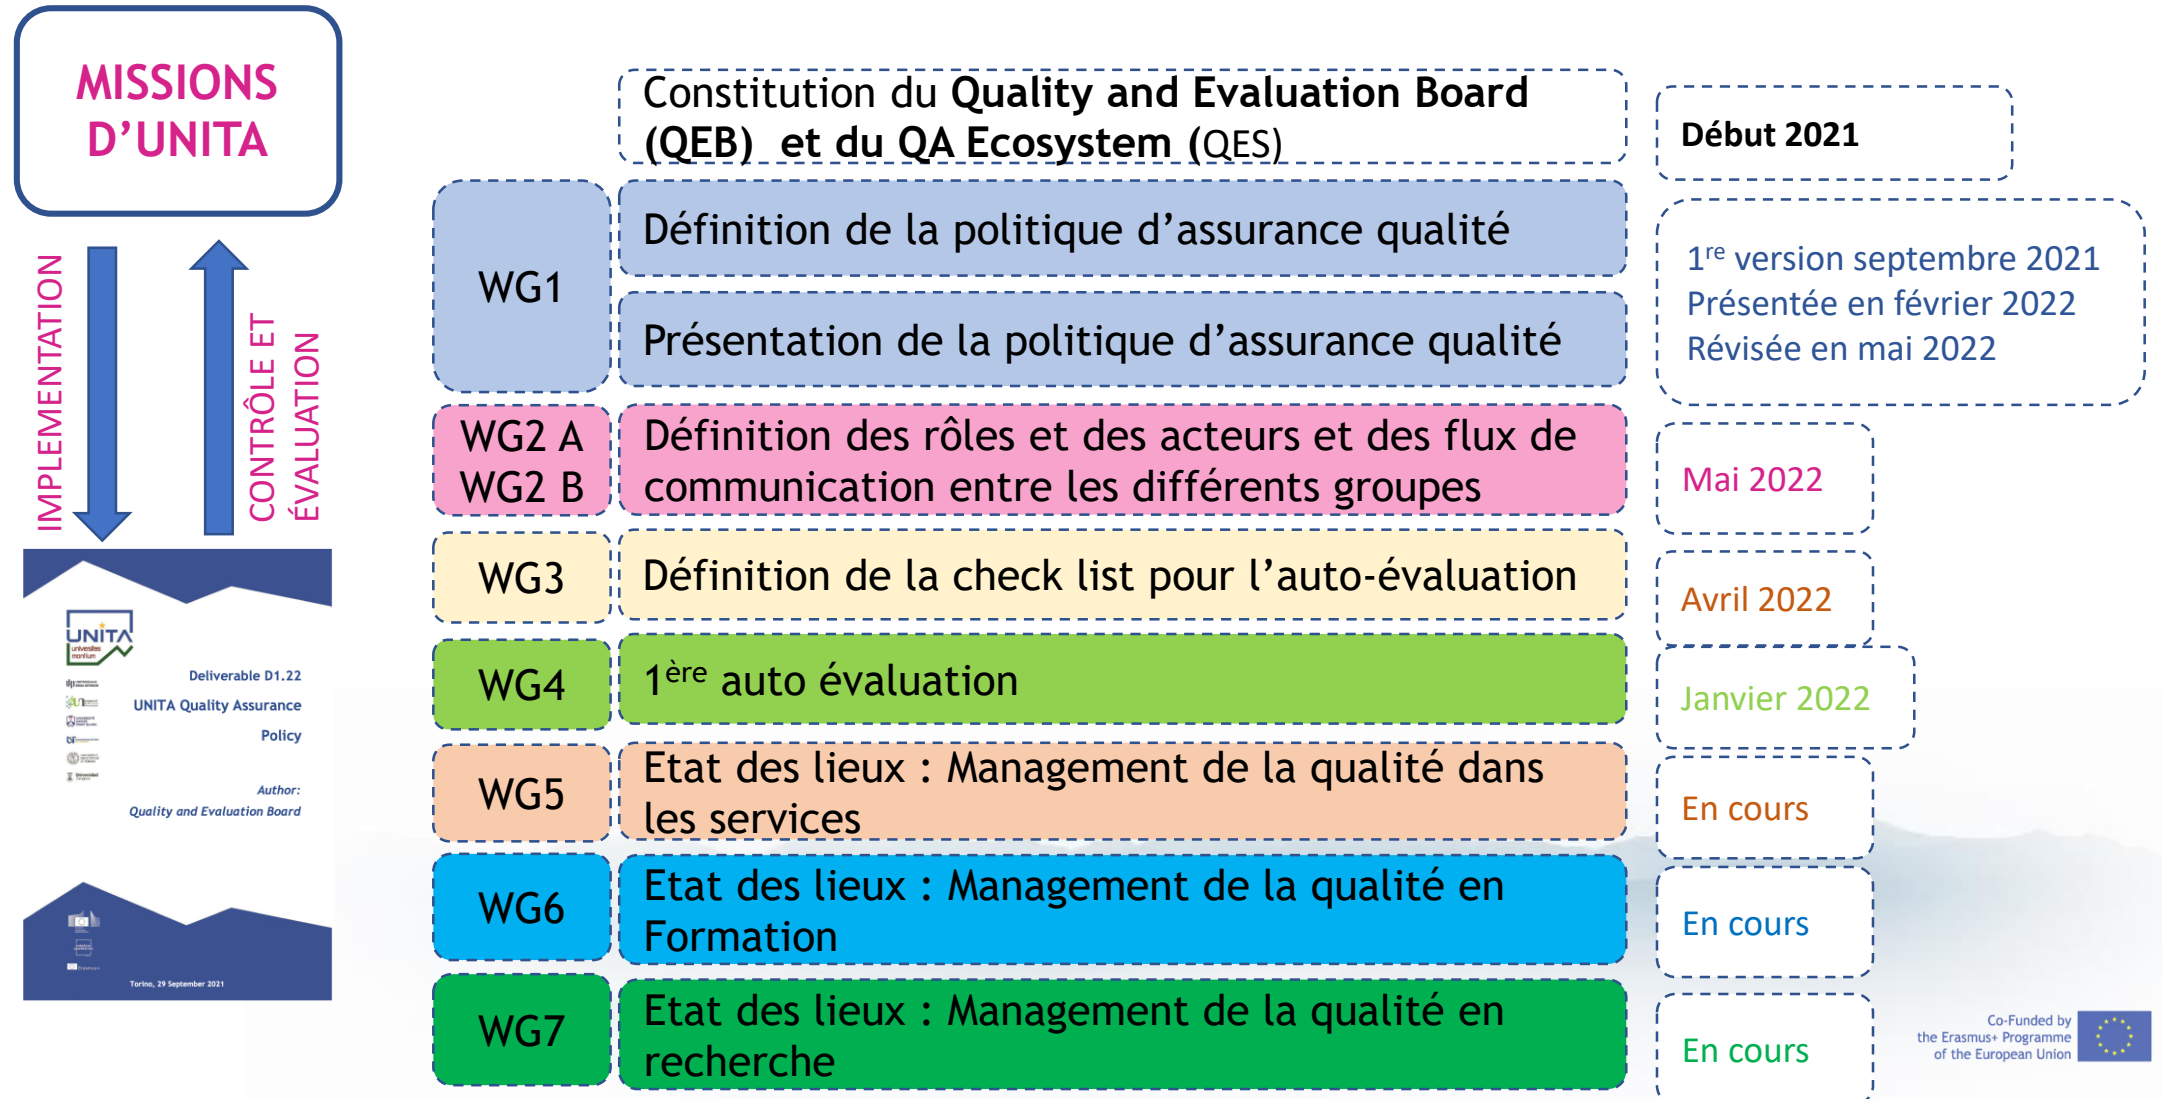 MISSIONS
D’UNITA
IMPLEMENTATION
CONTRÔLE ET
ÉVALUATION
UNITA
universitas
montium
Deliverable D1.22
UNITA Quality Assurance
Policy
Author:
Quality and Evaluation Board
Torino, 29 September 2021
Constitution du Quality and Evaluation Board
(QEB) et du QA Ecosystem (QES)
Début 2021
WG1
Définition de la politique d’assurance qualité
Présentation de la politique d’assurance qualité
1re version septembre 2021
Présentée en février 2022
Révisée en mai 2022
WG2 A
WG2 B
Définition des rôles et des acteurs et des flux de
communication entre les différents groupes
Mai 2022
WG3
Définition de la check list pour l’auto-évaluation
Avril 2022
WG4
1ère auto évaluation
Janvier 2022
WG5
Etat des lieux : Management de la qualité dans
les services
En cours
WG6
Etat des lieux : Management de la qualité en
Formation
En cours
WG7
Etat des lieux : Management de la qualité en
recherche
En cours
Co-Funded by
the Erasmus+ Programme
of the European Union